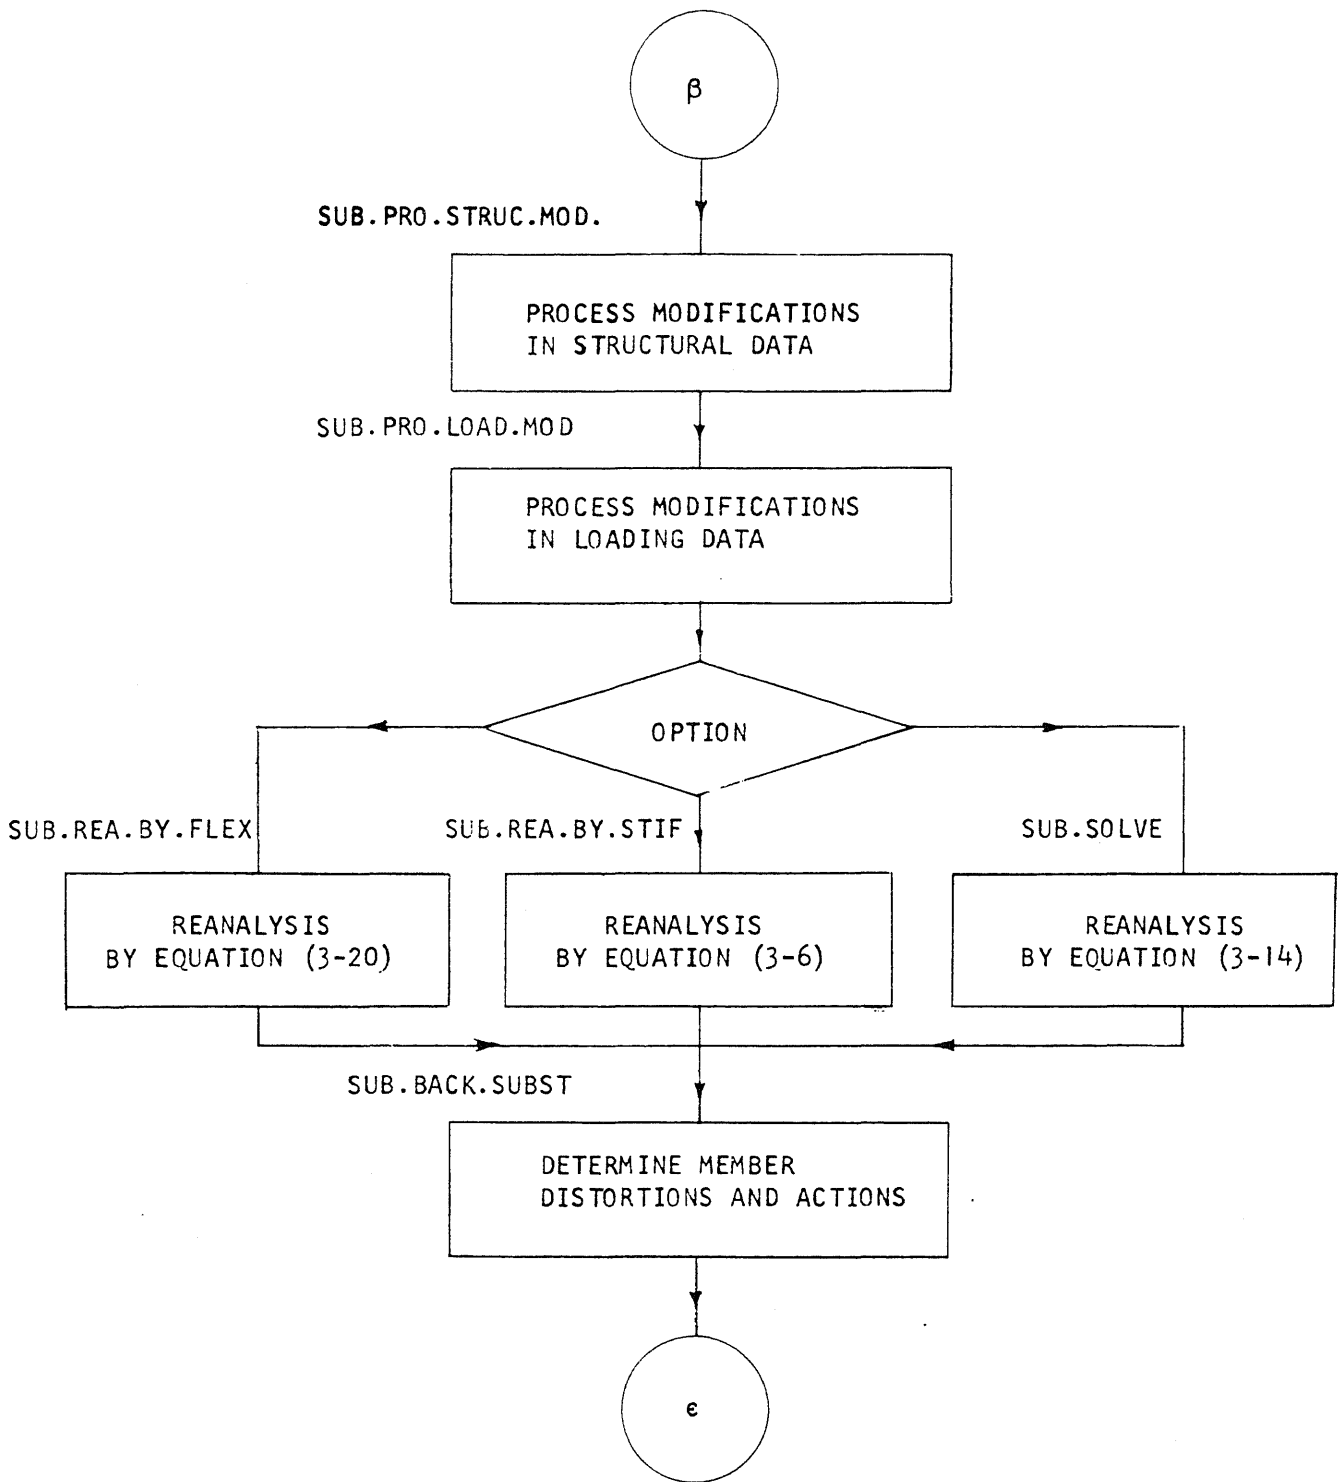 β
SUB.PRO.STRUC.MOD.
PROCESS MODIFICATIONS
IN STRUCTURAL DATA
SUB.PRO.LOAD.MOD
PROCESS MODIFICATIONS
IN LOADING DATA
OPTION
SUB.REA.BY.FLEX
SUB.REA.BY.STIF
SUB.SOLVE
REANALYSIS
BY EQUATION (3-20)
REANALYSIS
BY EQUATION (3-6)
REANALYSIS
BY EQUATION (3-14)
SUB.BACK.SUBST
DETERMINE MEMBER
DISTORTIONS AND ACTIONS
ϵ